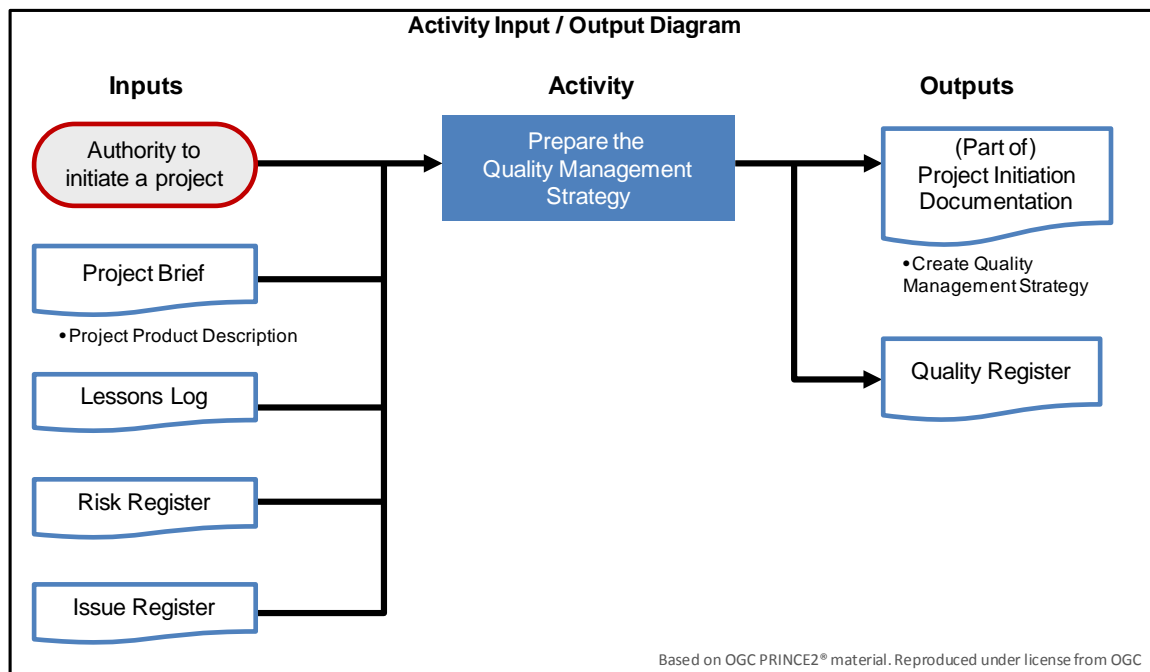 Activity Input / Output Diagram
Inputs
Activity
Outputs
Authority to
initiate a project
Project Brief
•Project Product Description
Lessons Log
Risk Register
Issue Register
Prepare the
Quality Management
Strategy
(Part of)
Project Initiation
Documentation
•Create Quality
Management Strategy
Quality Register
Based on OGC PRINCE2® material. Reproduced under license from OGC